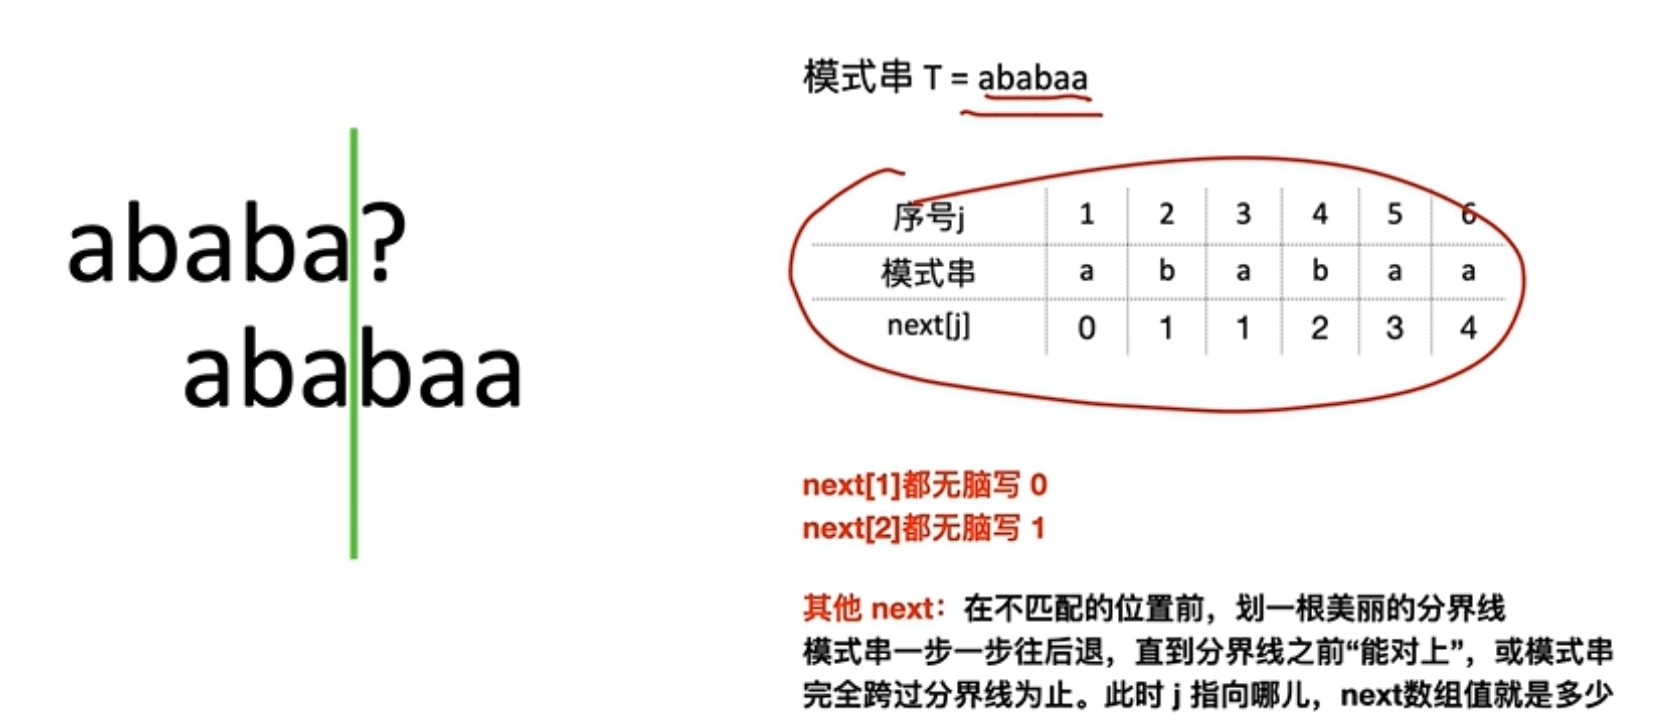 ababa?
ababaa
模式串 T = ababaa
序号j 1 2 3 4 5 6
模式串 a b a b a a
next[j] 0 1 1 2 3 4
next[1]都无脑写 0
next[2]都无脑写 1
其他 next：在不匹配的位置前，划一根美丽的分界线
模式串一步一步往后退，直到分界线之前“能对上”，或模式串
完全跨过分界线为止。此时 j 指向哪儿，next数组值就是多少